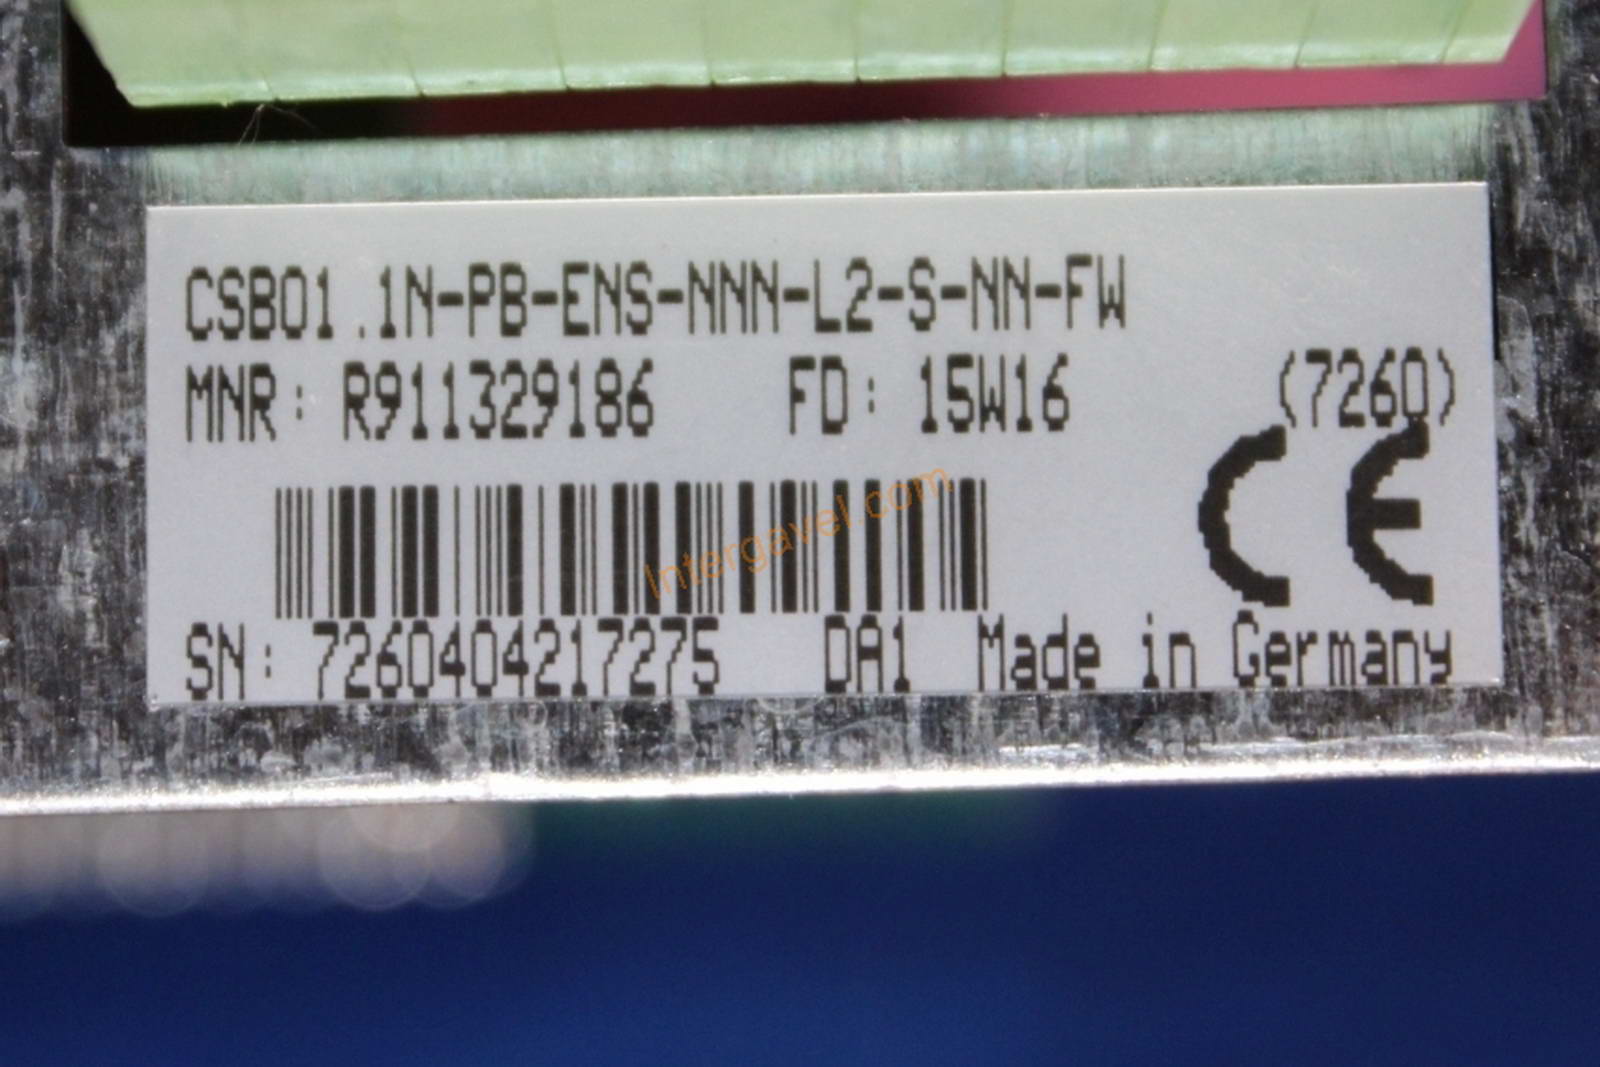 CSB01.1N-PB-ENS-NNN-L2-S-NN-FW
MNR: R911329186 FD: 15W16 (7260)
CE
Intergavel.com
SN: 7260404217275 DA1 Made in Germany